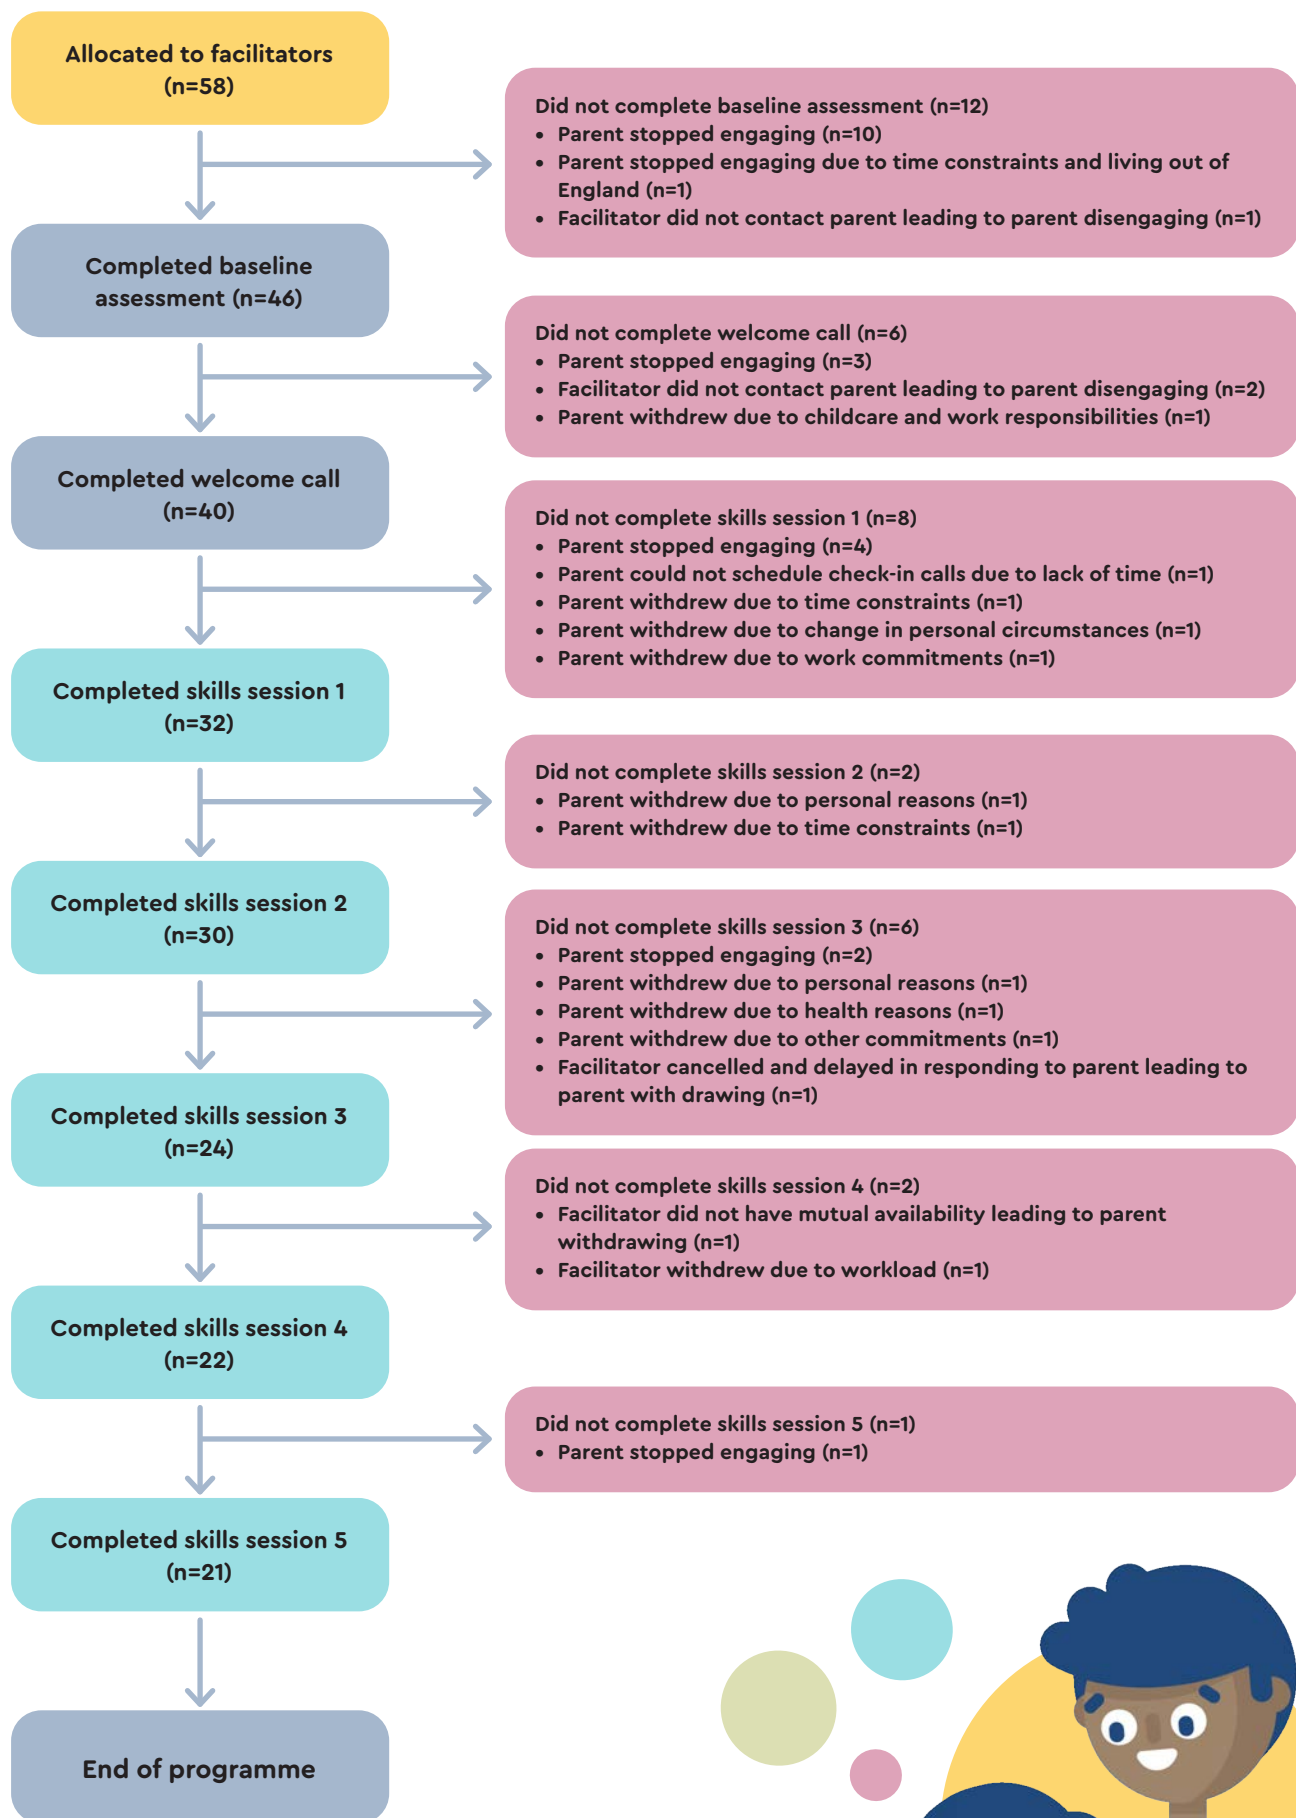 Allocated to facilitators
(n=58)
Did not complete baseline assessment (n=12)
• Parent stopped engaging (n=10)
• Parent stopped engaging due to time constraints and living out of
England (n=1)
• Facilitator did not contact parent leading to parent disengaging (n=1)
Completed baseline
assessment (n=46)
Did not complete welcome call (n=6)
• Parent stopped engaging (n=3)
• Facilitator did not contact parent leading to parent disengaging (n=2)
• Parent withdrew due to childcare and work responsibilities (n=1)
Completed welcome call
(n=40)
Did not complete skills session 1 (n=8)
• Parent stopped engaging (n=4)
• Parent could not schedule check-in calls due to lack of time (n=1)
• Parent withdrew due to time constraints (n=1)
• Parent withdrew due to change in personal circumstances (n=1)
• Parent withdrew due to work commitments (n=1)
Completed skills session 1
(n=32)
Did not complete skills session 2 (n=2)
• Parent withdrew due to personal reasons (n=1)
• Parent withdrew due to time constraints (n=1)
Completed skills session 2
(n=30)
Did not complete skills session 3 (n=6)
• Parent stopped engaging (n=2)
• Parent withdrew due to personal reasons (n=1)
• Parent withdrew due to health reasons (n=1)
• Parent withdrew due to other commitments (n=1)
• Facilitator cancelled and delayed in responding to parent leading to
parent with drawing (n=1)
Completed skills session 3
(n=24)
Did not complete skills session 4 (n=2)
• Facilitator did not have mutual availability leading to parent
withdrawing (n=1)
• Facilitator withdrew due to workload (n=1)
Completed skills session 4
(n=22)
Did not complete skills session 5 (n=1)
• Parent stopped engaging (n=1)
Completed skills session 5
(n=21)
End of programme